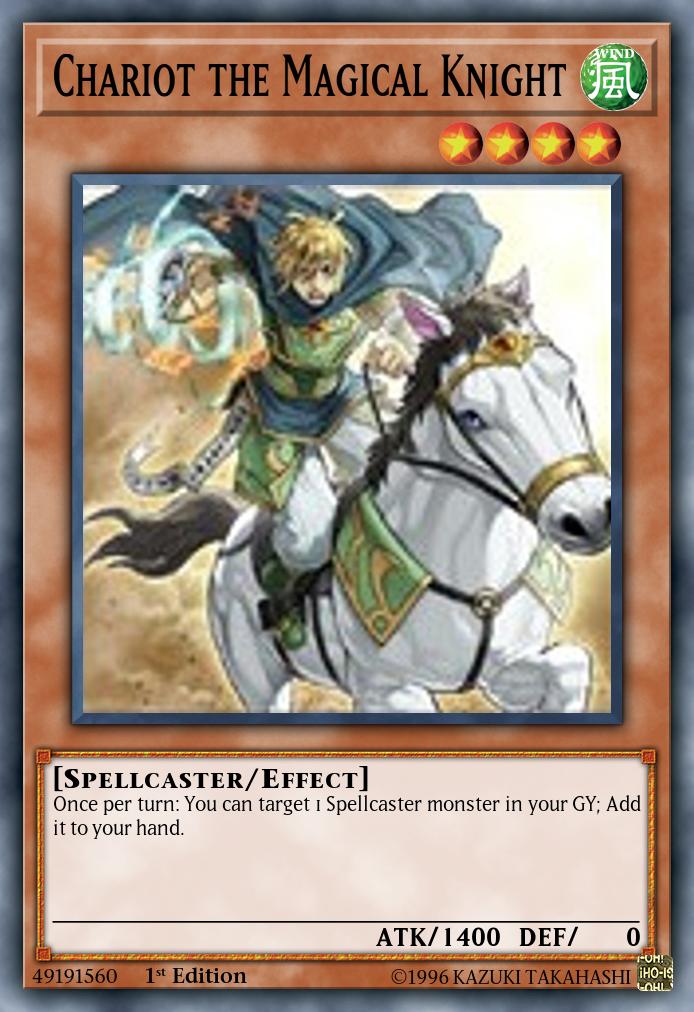 Chariot the Magical Knight
WIND
風
[Spellcaster/Effect]
Once per turn: You can target 1 Spellcaster monster in your GY; Add
it to your hand.
ATK/1400 DEF/ 0
49191560 1st Edition ©1996 KAZUKI TAKAHASHI